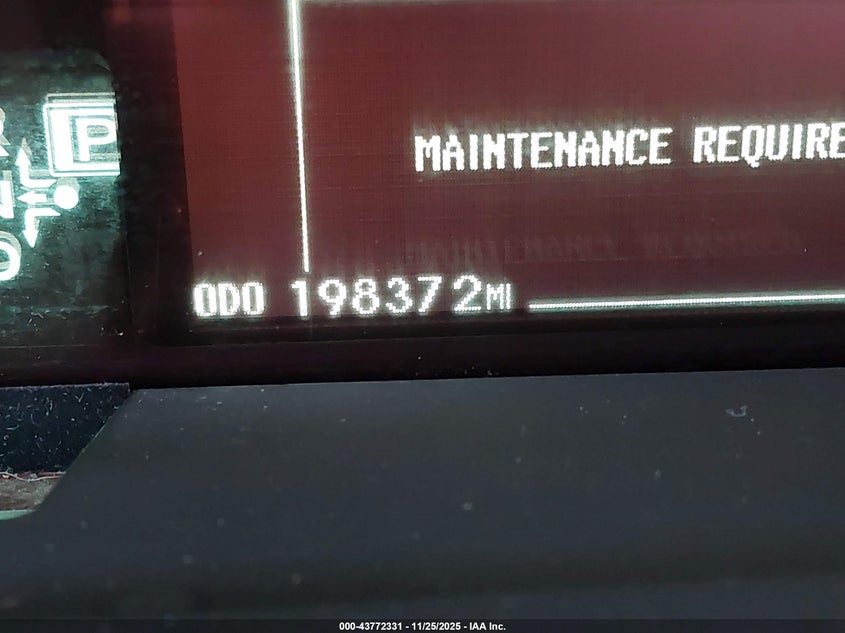 MAINTENANCE REQUIRE
R
P
N
D
ODO 198372MI
000-43772331 - 11/25/2025 - IAA Inc.